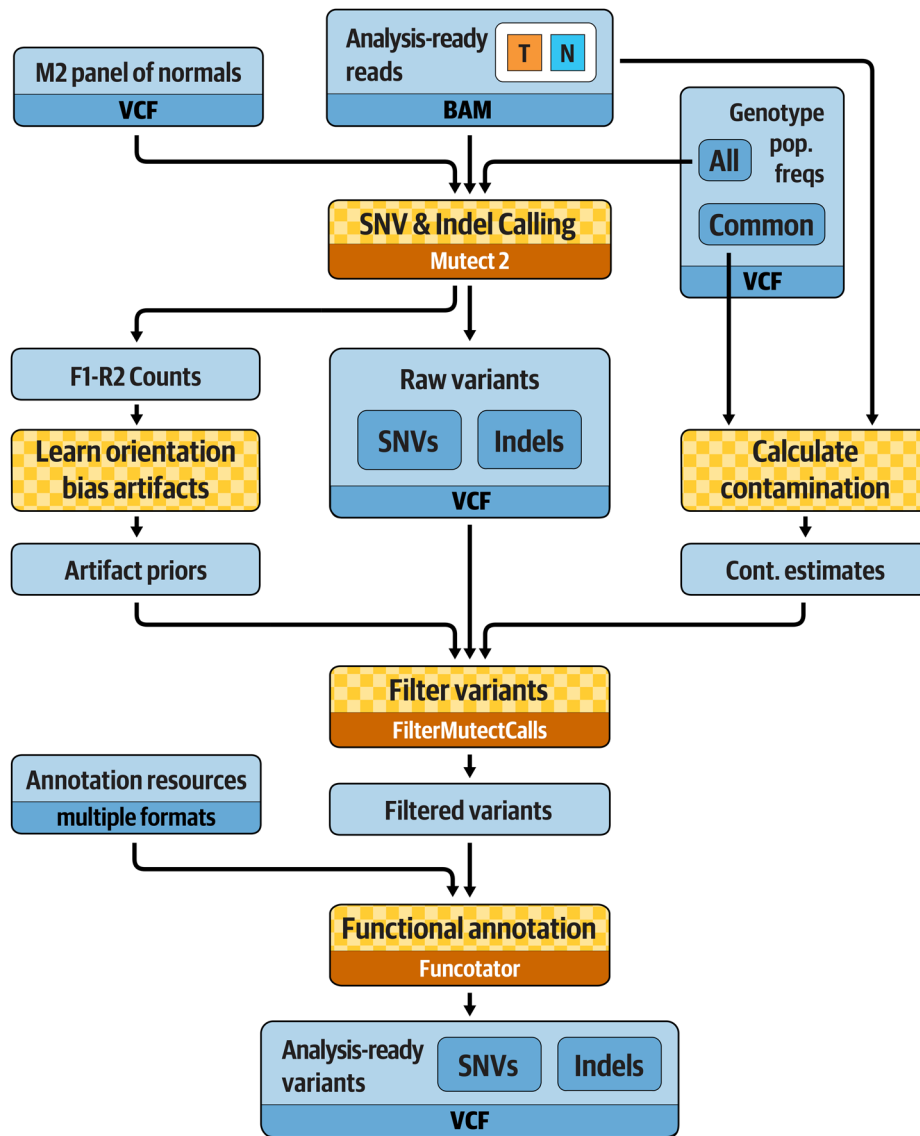 M2 panel of normals
VCF
Analysis-ready
reads
T
N
BAM
Genotype
pop.
freqs
All
Common
VCF
SNV & Indel Calling
Mutect 2
F1-R2 Counts
Learn orientation
bias artifacts
Artifact priors
Raw variants
SNVs
Indels
VCF
Calculate
contamination
Cont. estimates
Filter variants
FilterMutectCalls
Annotation resources
multiple formats
Filtered variants
Functional annotation
Funcotator
Analysis-ready
variants
SNVs
Indels
VCF